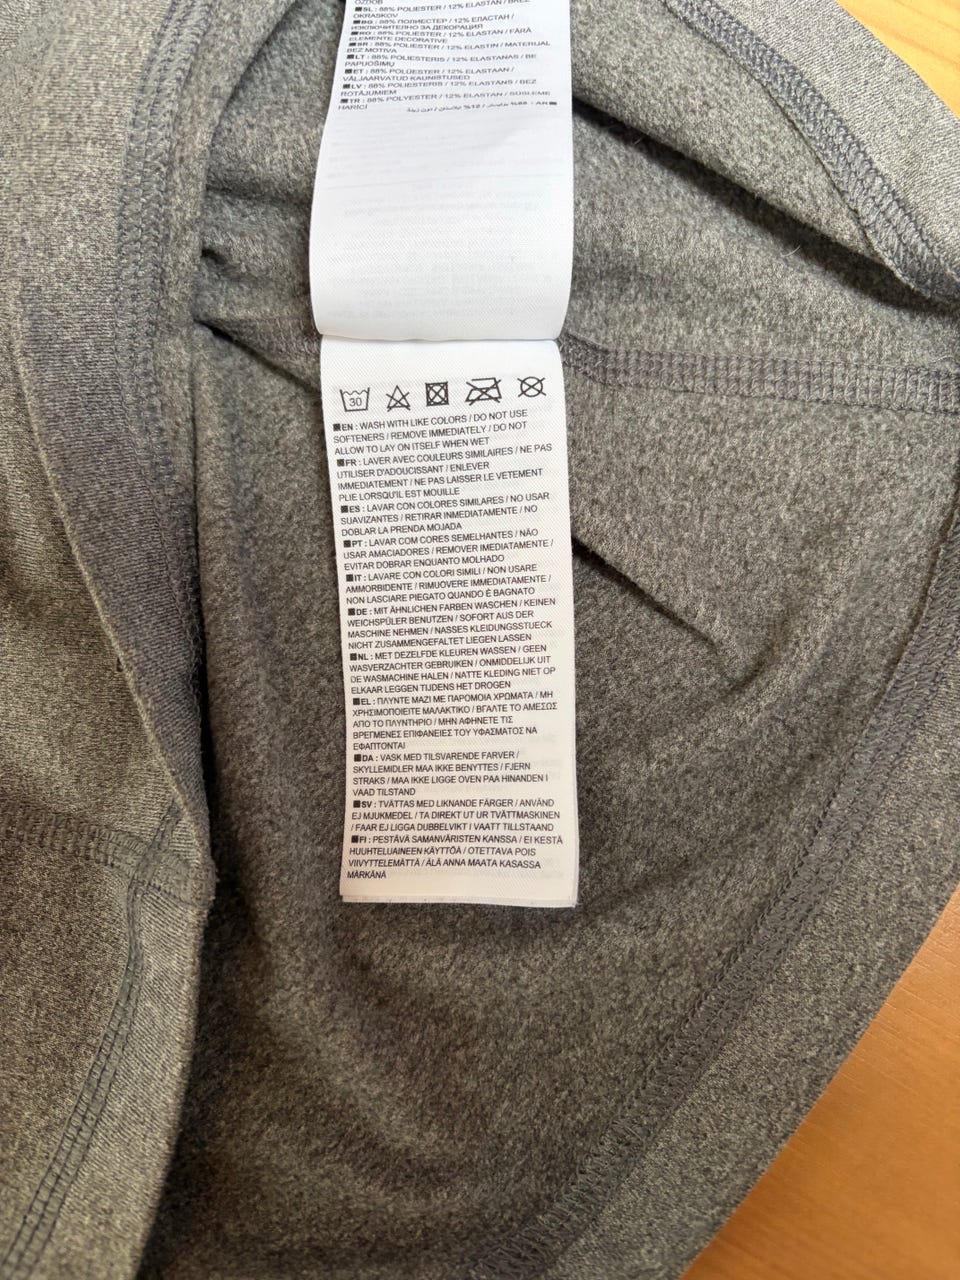 OZDOB
■SL : 88% POLIESTER / 12% ELASTAN / BREZ
OKRASKOV
■BG : 88% ПОЛИЕСТЕР / 12% ЕЛАСТАН /
ИЗКЛЮЧИТЕЛНО ЗА ДЕКОРАЦИЯ
■RO : 88% POLIESTER / 12% ELASTAN / FĂRĂ
ELEMENTE DECORATIVE
■SR : 88% POLIESTER / 12% ELASTIN / MATERIJAL
BEZ MOTIVA
■LT : 88% POLIESTERIS / 12% ELASTANAS / BE
PAPUOŠIMŲ
■ET : 88% POLÜESTER / 12% ELASTAAN /
VÄLJAARVATUD KAUNISTUSED
■LV : 88% POLIESTERS / 12% ELASTĀNS / BEZ
ROTĀJUMIEM
■TR : 88% POLYESTER / 12% ELASTAN / SÜSLEME
HARİCİ
■AR : 88% بوليستر / 12% إيلاستان / دون زينة
30
■EN : WASH WITH LIKE COLORS / DO NOT USE
SOFTENERS / REMOVE IMMEDIATELY / DO NOT
ALLOW TO LAY ON ITSELF WHEN WET
■FR : LAVER AVEC COULEURS SIMILAIRES / NE PAS
UTILISER D'ADOUCISSANT / ENLEVER
IMMEDIATEMENT / NE PAS LAISSER LE VETEMENT
PLIE LORSQU'IL EST MOUILLE
■ES : LAVAR CON COLORES SIMILARES / NO USAR
SUAVIZANTES / RETIRAR INMEDIATAMENTE / NO
DOBLAR LA PRENDA MOJADA
■PT : LAVAR COM CORES SEMELHANTES / NÃO
USAR AMACIADORES / REMOVER IMEDIATAMENTE /
EVITAR DOBRAR ENQUANTO MOLHADO
■IT : LAVARE CON COLORI SIMILI / NON USARE
AMMORBIDENTE / RIMUOVERE IMMEDIATAMENTE /
NON LASCIARE PIEGATO QUANDO È BAGNATO
■DE : MIT ÄHNLICHEN FARBEN WASCHEN / KEINEN
WEICHSPÜLER BENUTZEN / SOFORT AUS DER
MASCHINE NEHMEN / NASSES KLEIDUNGSSTUECK
NICHT ZUSAMMENGEFALTET LIEGEN LASSEN
■NL : MET DEZELFDE KLEUREN WASSEN / GEEN
WASVERZACHTER GEBRUIKEN / ONMIDDELIJK UIT
DE WASMACHINE HALEN / NATTE KLEDING NIET OP
ELKAAR LEGGEN TIJDENS HET DROGEN
■EL : ΠΛΥΝΤΕ ΜΑΖΙ ΜΕ ΠΑΡΟΜΟΙΑ ΧΡΩΜΑΤΑ / ΜΗ
ΧΡΗΣΙΜΟΠΟΙΕΙΤΕ ΜΑΛΑΚΤΙΚΟ / ΒΓΑΛΤΕ ΤΟ ΑΜΕΣΩΣ
ΑΠΟ ΤΟ ΠΛΥΝΤΗΡΙΟ / ΜΗΝ ΑΦΗΝΕΤΕ ΤΙΣ
ΒΡΕΓΜΕΝΕΣ ΕΠΙΦΑΝΕΙΕΣ ΤΟΥ ΥΦΑΣΜΑΤΟΣ ΝΑ
ΕΦΑΠΤΟΝΤΑΙ
■DA : VASK MED TILSVARENDE FARVER /
SKYLLEMIDLER MAA IKKE BENYTTES / FJERN
STRAKS / MAA IKKE LIGGE OVEN PAA HINANDEN I
VAAD TILSTAND
■SV : TVÄTTAS MED LIKNANDE FÄRGER / ANVÄND
EJ MJUKMEDEL / TA DIREKT UT UR TVÄTTMASKINEN
/ FAAR EJ LIGGA DUBBELVIKT I VAATT TILLSTAAND
■FI : PESTÄVÄ SAMANVÄRISTEN KANSSA / EI KESTÄ
HUUHTELUAINEEN KÄYTTÖÄ / OTETTAVA POIS
VIIVYTTELEMÄTTÄ / ÄLÄ ANNA MAATA KASASSA
MÄRKÄNÄ